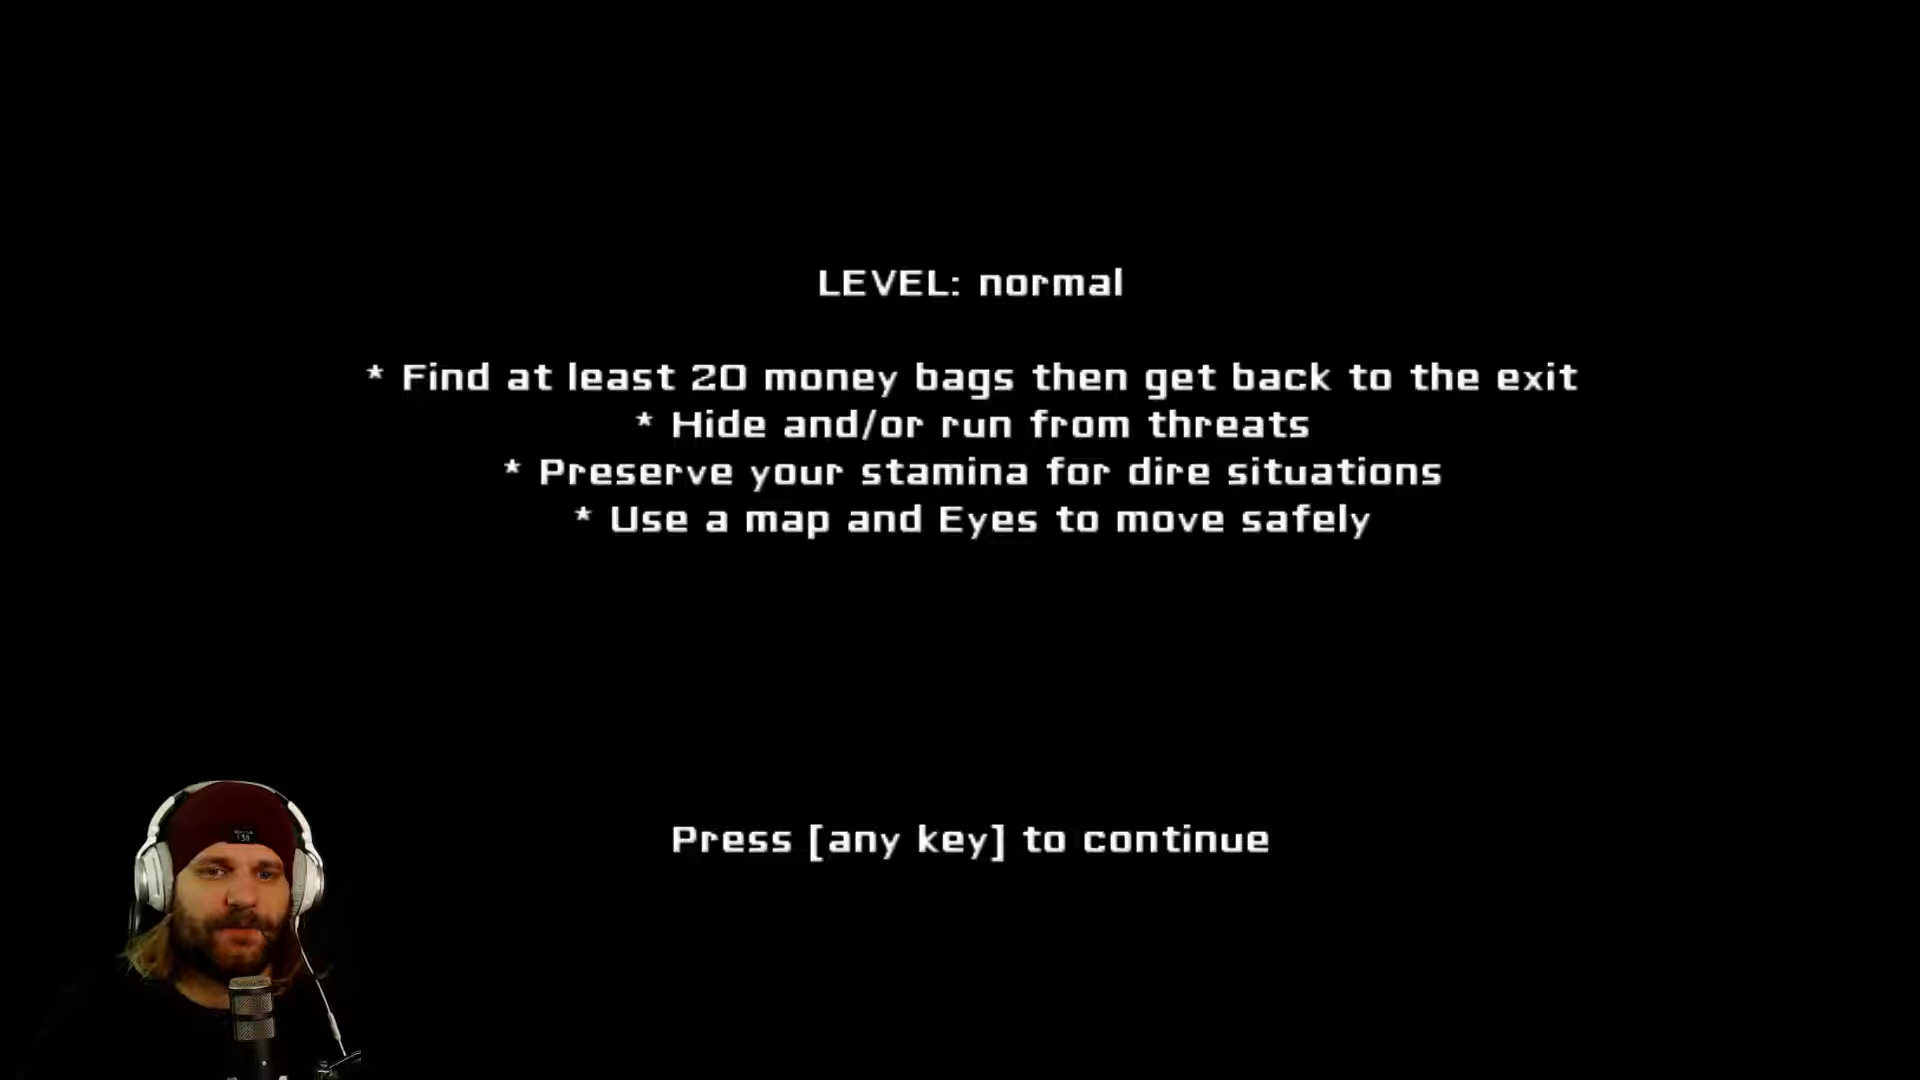 LEVEL: normal
* Find at least 20 money bags then get back to the exit
* Hide and/or run from threats
* Preserve your stamina for dire situations
* Use a map and Eyes to move safely
Press [any key] to continue